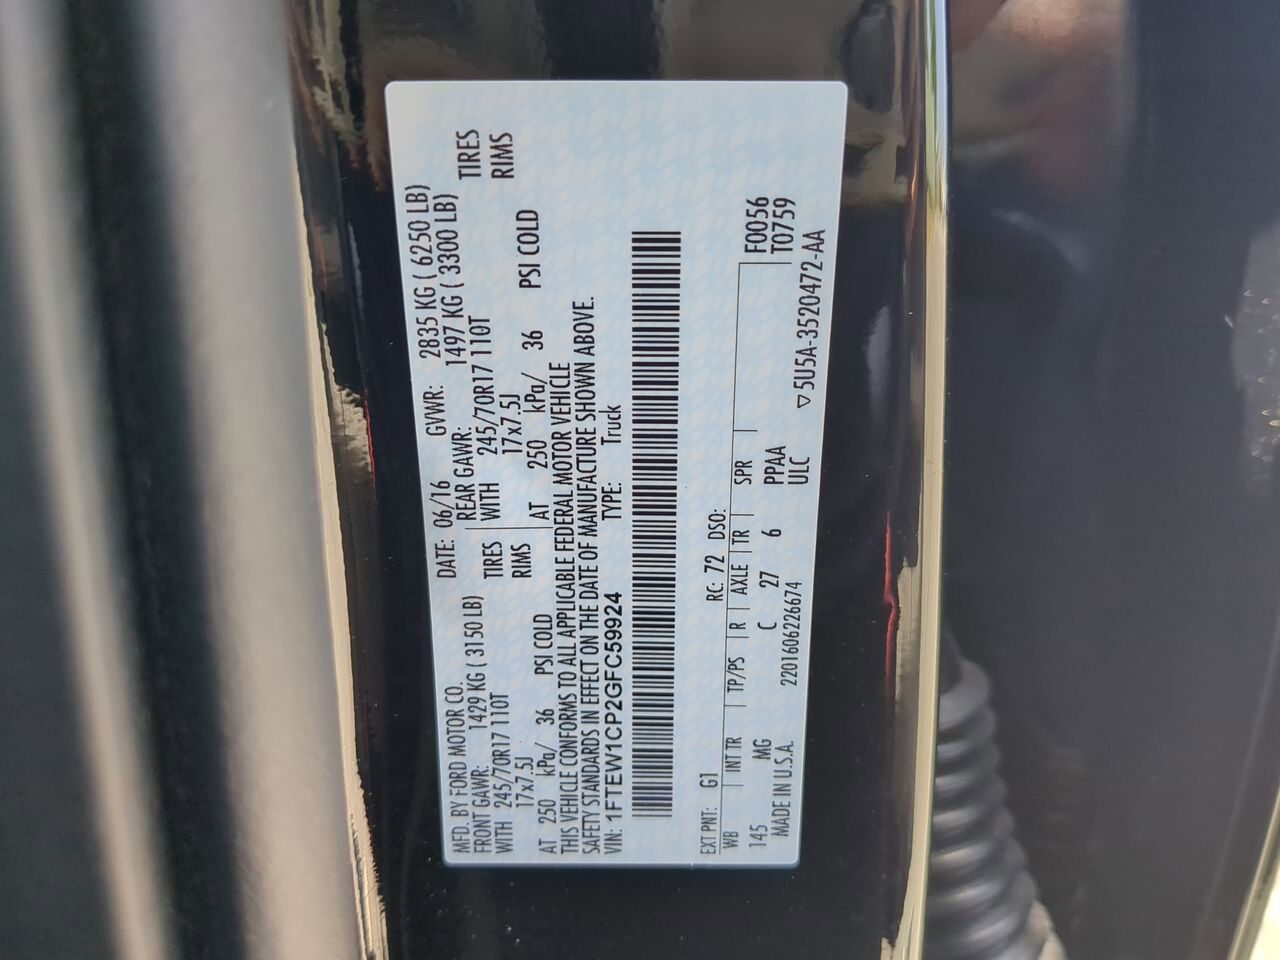 MFD. BY FORD MOTOR CO.
DATE: 06/16 GVWR: 2835 KG ( 6250 LB)
FRONT GAWR: 1429 KG ( 3150 LB) REAR GAWR: 1497 KG ( 3300 LB)
WITH 245/70R17 110T TIRES WITH 245/70R17 110T TIRES
17x7.5J RIMS 17x7.5J RIMS
AT 250 kPa/ 36 PSI COLD AT 250 kPa/ 36 PSI COLD
THIS VEHICLE CONFORMS TO ALL APPLICABLE FEDERAL MOTOR VEHICLE
SAFETY STANDARDS IN EFFECT ON THE DATE OF MANUFACTURE SHOWN ABOVE.
VIN: 1FTEW1CP2GFC59924 TYPE: Truck
EXT PNT: G1 RC: 72 DSO:
WB INT TR TP/PS R AXLE TR SPR F0056
145 MG C 27 6 PPAA T0759
MADE IN U.S.A. 2201606226674 ULC ▽ 5U5A-3520472-AA